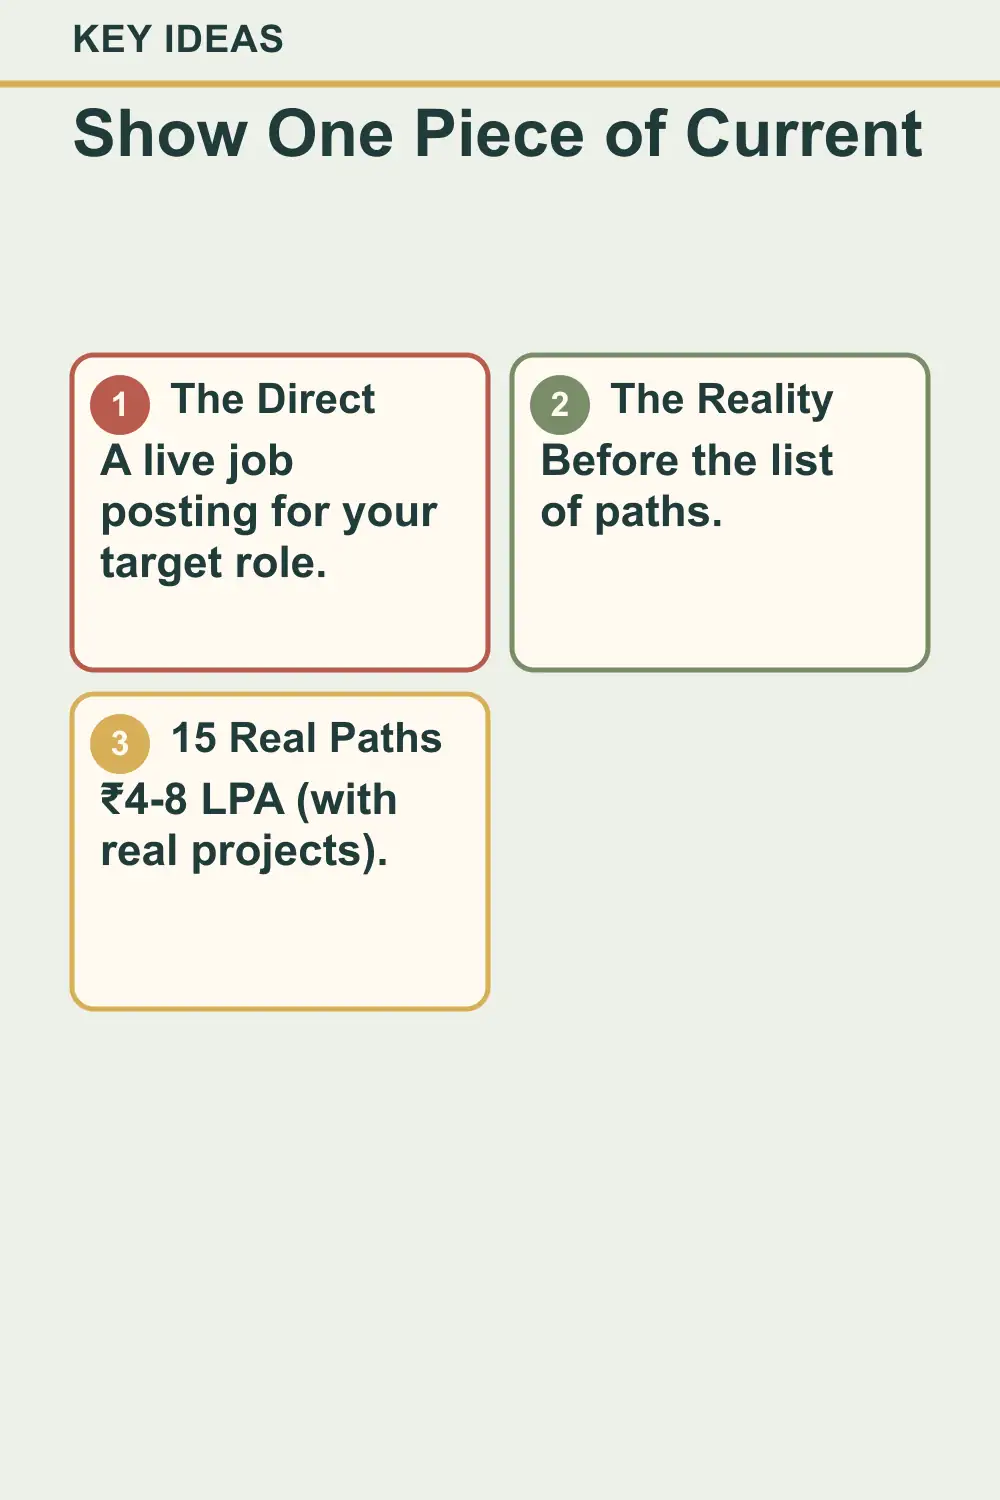 KEY IDEAS
Show One Piece of Current
1 The Direct
A live job
posting for your
target role.
2 The Reality
Before the list
of paths.
3 15 Real Paths
₹4-8 LPA (with
real projects).